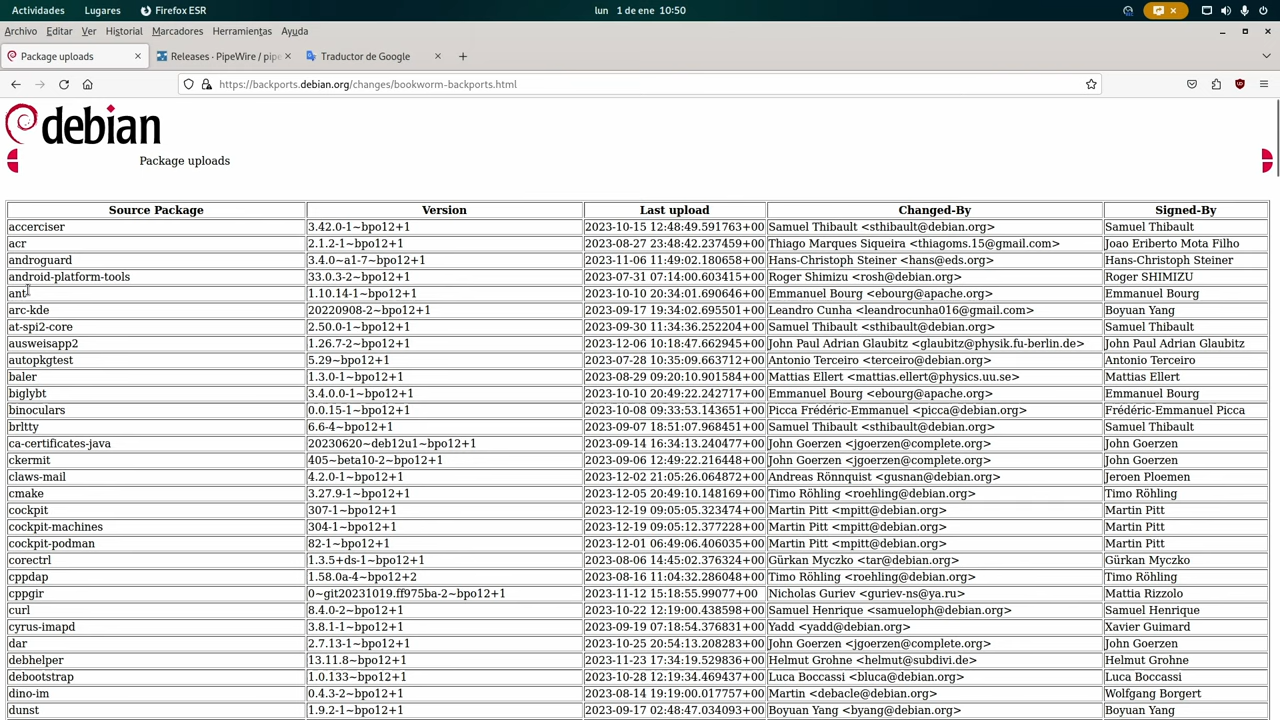 Actividades Lugares Firefox ESR lun 1 de ene 10:50
Archivo Editar Ver Historial Marcadores Herramientas Ayuda
Package uploads Releases · PipeWire / pipe Traductor de Google
https://backports.debian.org/changes/bookworm-backports.html
debian
Package uploads
Source Package Version Last upload Changed-By Signed-By
accerciser 3.42.0-1~bpo12+1 2023-10-15 12:48:49.591763+00 Samuel Thibault <sthibault@debian.org> Samuel Thibault
acr 2.1.2-1~bpo12+1 2023-08-27 23:48:42.237459+00 Thiago Marques Siqueira <thiagoms.15@gmail.com> Joao Eriberto Mota Filho
androguard 3.4.0~a1-7~bpo12+1 2023-11-06 11:49:02.180658+00 Hans-Christoph Steiner <hans@eds.org> Hans-Christoph Steiner
android-platform-tools 33.0.3-2~bpo12+1 2023-07-31 07:14:00.603415+00 Roger Shimizu <rosh@debian.org> Roger SHIMIZU
ant 1.10.14-1~bpo12+1 2023-10-10 20:34:01.690646+00 Emmanuel Bourg <ebourg@apache.org> Emmanuel Bourg
arc-kde 20220908-2~bpo12+1 2023-09-17 19:34:02.695501+00 Leandro Cunha <leandrocunha016@gmail.com> Boyuan Yang
at-spi2-core 2.50.0-1~bpo12+1 2023-09-30 11:34:36.252204+00 Samuel Thibault <sthibault@debian.org> Samuel Thibault
ausweisapp2 1.26.7-2~bpo12+1 2023-12-06 10:18:47.662945+00 John Paul Adrian Glaubitz <glaubitz@physik.fu-berlin.de> John Paul Adrian Glaubitz
autopkgtest 5.29~bpo12+1 2023-07-28 10:35:09.663712+00 Antonio Terceiro <terceiro@debian.org> Antonio Terceiro
baler 1.3.0-1~bpo12+1 2023-08-29 09:20:10.901584+00 Mattias Ellert <mattias.ellert@physics.uu.se> Mattias Ellert
biglybt 3.4.0.0-1~bpo12+1 2023-10-10 20:49:22.242717+00 Emmanuel Bourg <ebourg@apache.org> Emmanuel Bourg
binoculars 0.0.15-1~bpo12+1 2023-10-08 09:33:53.143651+00 Picca Frédéric-Emmanuel <picca@debian.org> Frédéric-Emmanuel Picca
brltty 6.6-4~bpo12+1 2023-09-07 18:51:07.968451+00 Samuel Thibault <sthibault@debian.org> Samuel Thibault
ca-certificates-java 20230620~deb12u1~bpo12+1 2023-09-14 16:34:13.240477+00 John Goerzen <jgoerzen@complete.org> John Goerzen
ckermit 405~beta10-2~bpo12+1 2023-09-06 12:49:22.216448+00 John Goerzen <jgoerzen@complete.org> John Goerzen
claws-mail 4.2.0-1~bpo12+1 2023-12-02 21:05:26.064872+00 Andreas Rönnquist <gusnan@debian.org> Jeroen Ploemen
cmake 3.27.9-1~bpo12+1 2023-12-05 20:49:10.148169+00 Timo Röhling <roehling@debian.org> Timo Röhling
cockpit 307-1~bpo12+1 2023-12-19 09:05:05.323474+00 Martin Pitt <mpitt@debian.org> Martin Pitt
cockpit-machines 304-1~bpo12+1 2023-12-19 09:05:12.377228+00 Martin Pitt <mpitt@debian.org> Martin Pitt
cockpit-podman 82-1~bpo12+1 2023-12-01 06:49:06.406035+00 Martin Pitt <mpitt@debian.org> Martin Pitt
corectrl 1.3.5+ds-1~bpo12+1 2023-08-06 14:45:02.376324+00 Gürkan Myczko <tar@debian.org> Gürkan Myczko
cppdap 1.58.0a-4~bpo12+2 2023-08-16 11:04:32.286048+00 Timo Röhling <roehling@debian.org> Timo Röhling
cppgir 0~git20231019.ff975ba-2~bpo12+1 2023-11-12 15:18:55.99077+00 Nicholas Guriev <guriev-ns@ya.ru> Mattia Rizzolo
curl 8.4.0-2~bpo12+1 2023-10-22 12:19:00.438598+00 Samuel Henrique <samueloph@debian.org> Samuel Henrique
cyrus-imapd 3.8.1-1~bpo12+1 2023-09-19 07:18:54.376831+00 Yadd <yadd@debian.org> Xavier Guimard
dar 2.7.13-1~bpo12+1 2023-10-25 20:54:13.208283+00 John Goerzen <jgoerzen@complete.org> John Goerzen
debhelper 13.11.8~bpo12+1 2023-11-23 17:34:19.529836+00 Helmut Grohne <helmut@subdivi.de> Helmut Grohne
debootstrap 1.0.133~bpo12+1 2023-10-28 12:19:34.469437+00 Luca Boccassi <bluca@debian.org> Luca Boccassi
dino-im 0.4.3-2~bpo12+1 2023-08-14 19:19:00.017757+00 Martin <debacle@debian.org> Wolfgang Borgert
dunst 1.9.2-1~bpo12+1 2023-09-17 02:48:47.034093+00 Boyuan Yang <byang@debian.org> Boyuan Yang